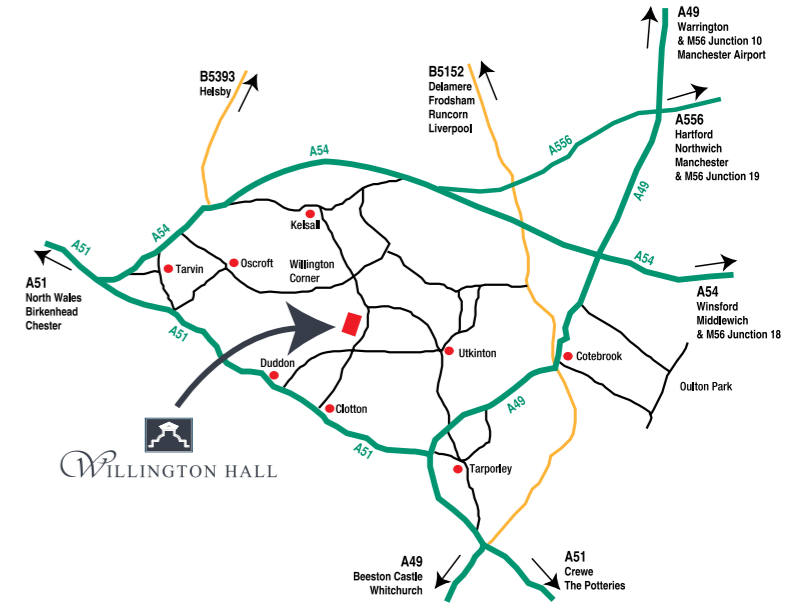 A49
Warrington
& M56 Junction 10
Manchester Airport
B5393
Helsby
B5152
Delamere
Frodsham
Runcorn
Liverpool
A556
Hartford
Northwich
Manchester
& M56 Junction 19
A54
A556
A49
Kelsall
A54
A51
Tarvin
Oscroft
Willington
Corner
A54
A51
North Wales
Birkenhead
Chester
A54
Winsford
Middlewich
& M56 Junction 18
A51
Duddon
Utkinton
Cotebrook
Oulton Park
Clotton
A49
A51
WILLINGTON HALL
Tarporley
A49
Beeston Castle
Whitchurch
A51
Crewe
The Potteries